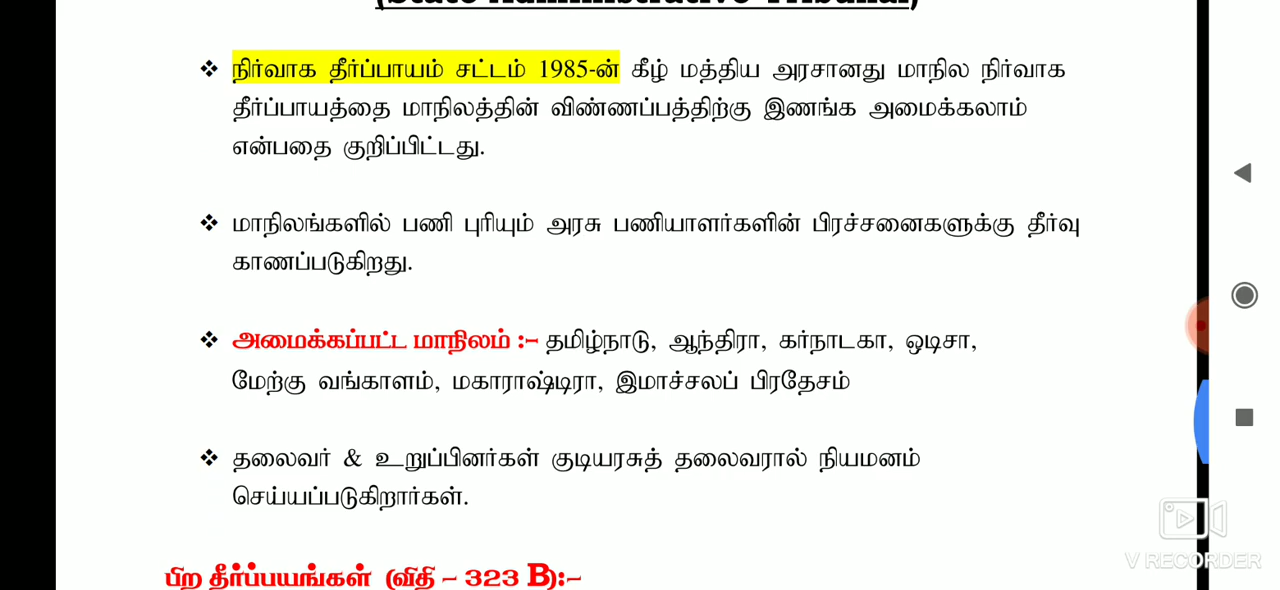 (State Administrative Tribunal)
❖ நிர்வாக தீர்ப்பாயம் சட்டம் 1985-ன் கீழ் மத்திய அரசானது மாநில நிர்வாக
தீர்ப்பாயத்தை மாநிலத்தின் விண்ணப்பத்திற்கு இணங்க அமைக்கலாம்
என்பதை குறிப்பிட்டது.
❖ மாநிலங்களில் பணி புரியும் அரசு பணியாளர்களின் பிரச்சனைகளுக்கு தீர்வு
காணப்படுகிறது.
❖ அமைக்கப்பட்ட மாநிலம் :- தமிழ்நாடு, ஆந்திரா, கர்நாடகா, ஒடிசா,
மேற்கு வங்காளம், மகாராஷ்டிரா, இமாச்சலப் பிரதேசம்
❖ தலைவர் & உறுப்பினர்கள் குடியரசுத் தலைவரால் நியமனம்
செய்யப்படுகிறார்கள்.
பிற தீர்ப்பயங்கள் (விதி - 323 B):-
V RECORDER